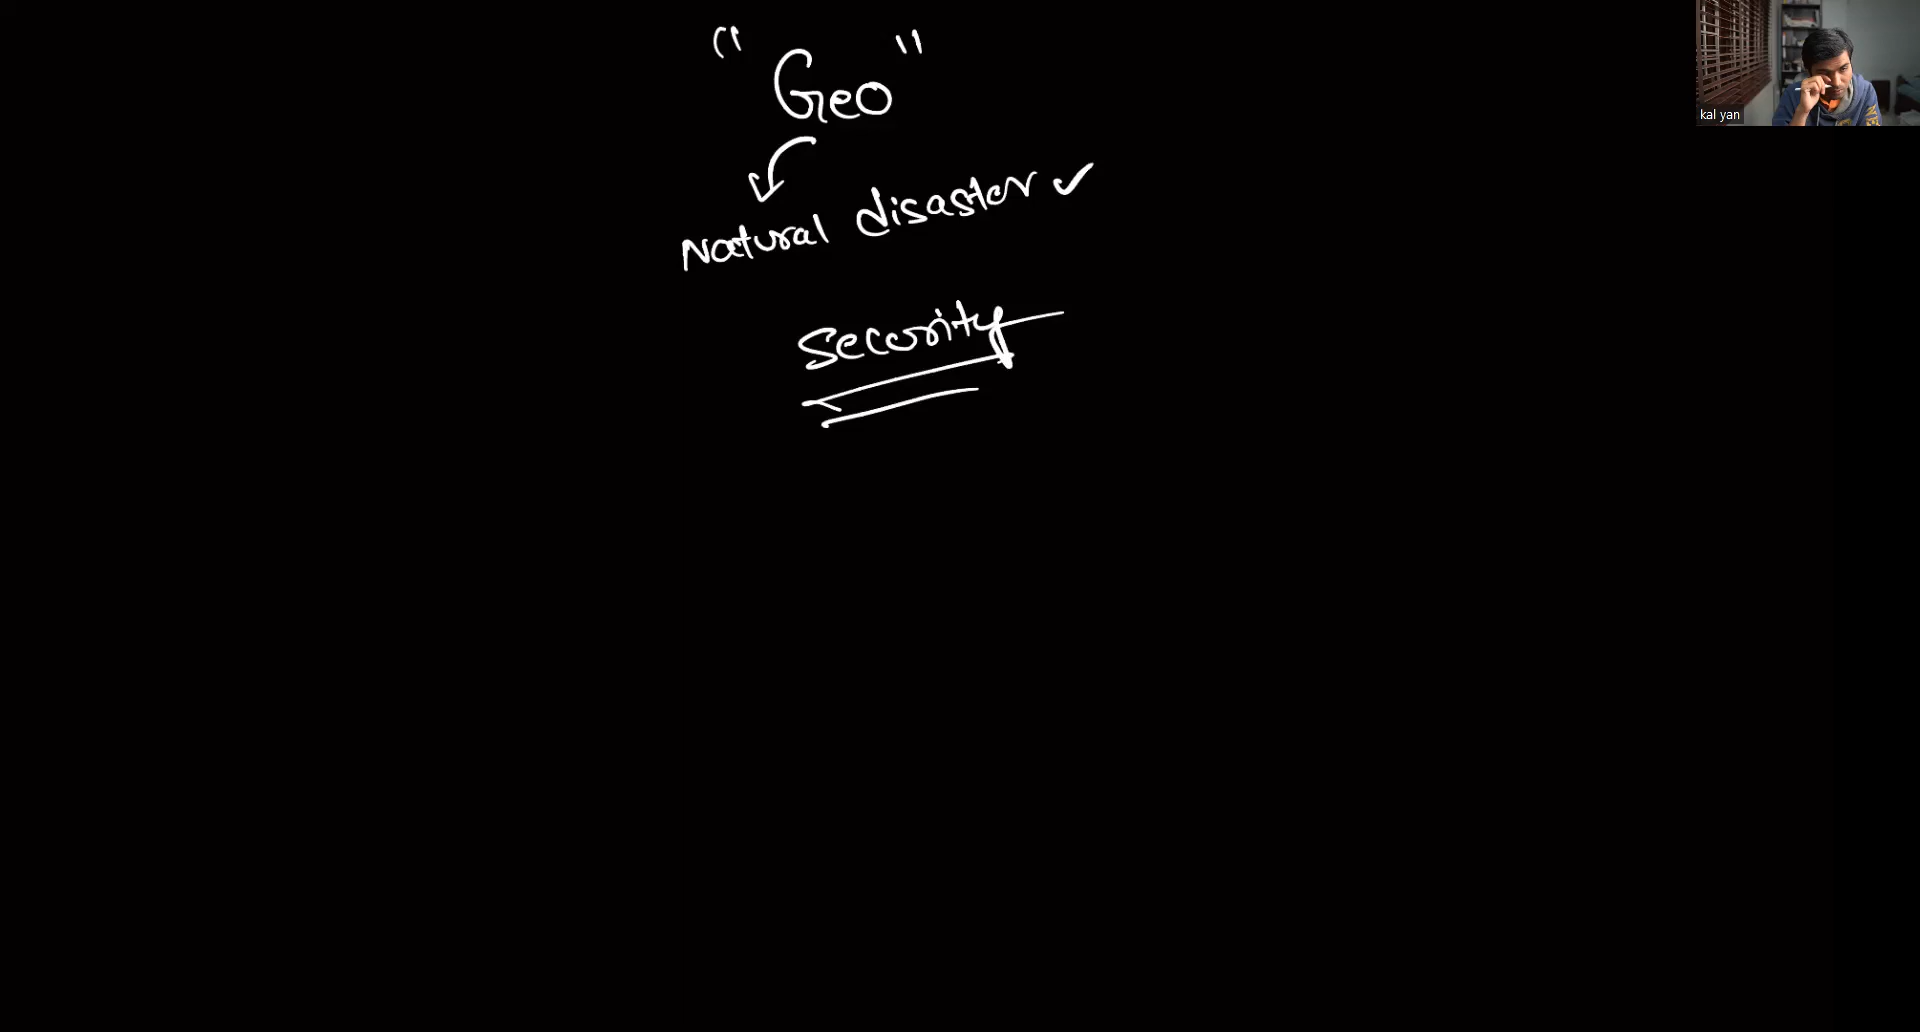 "Geo"
Natural disaster ✓
Security
kal yan